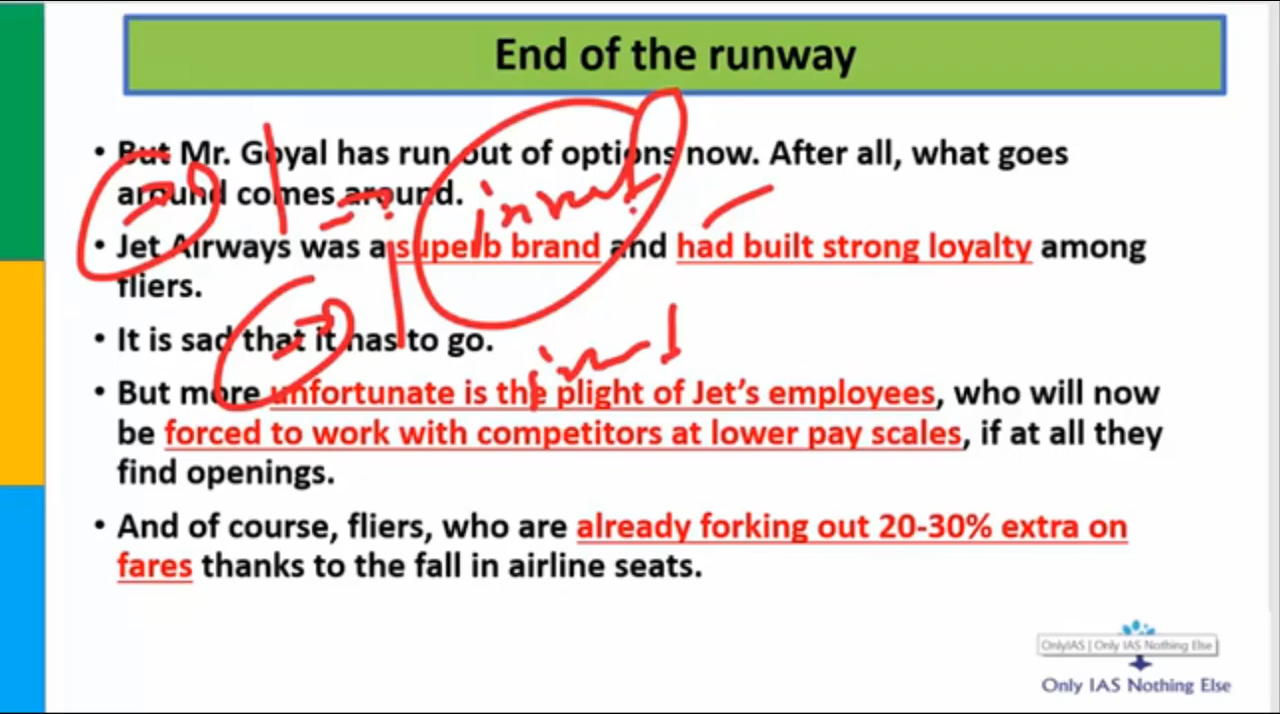 End of the runway
• But Mr. Goyal has run out of options now. After all, what goes
around comes around.
• Jet Airways was a superb brand and had built strong loyalty among
fliers.
• It is sad that it has to go.
• But more unfortunate is the plight of Jet's employees, who will now
be forced to work with competitors at lower pay scales, if at all they
find openings.
• And of course, fliers, who are already forking out 20-30% extra on
fares thanks to the fall in airline seats.
OnlyIAS | Only IAS Nothing Else
Only IAS Nothing Else